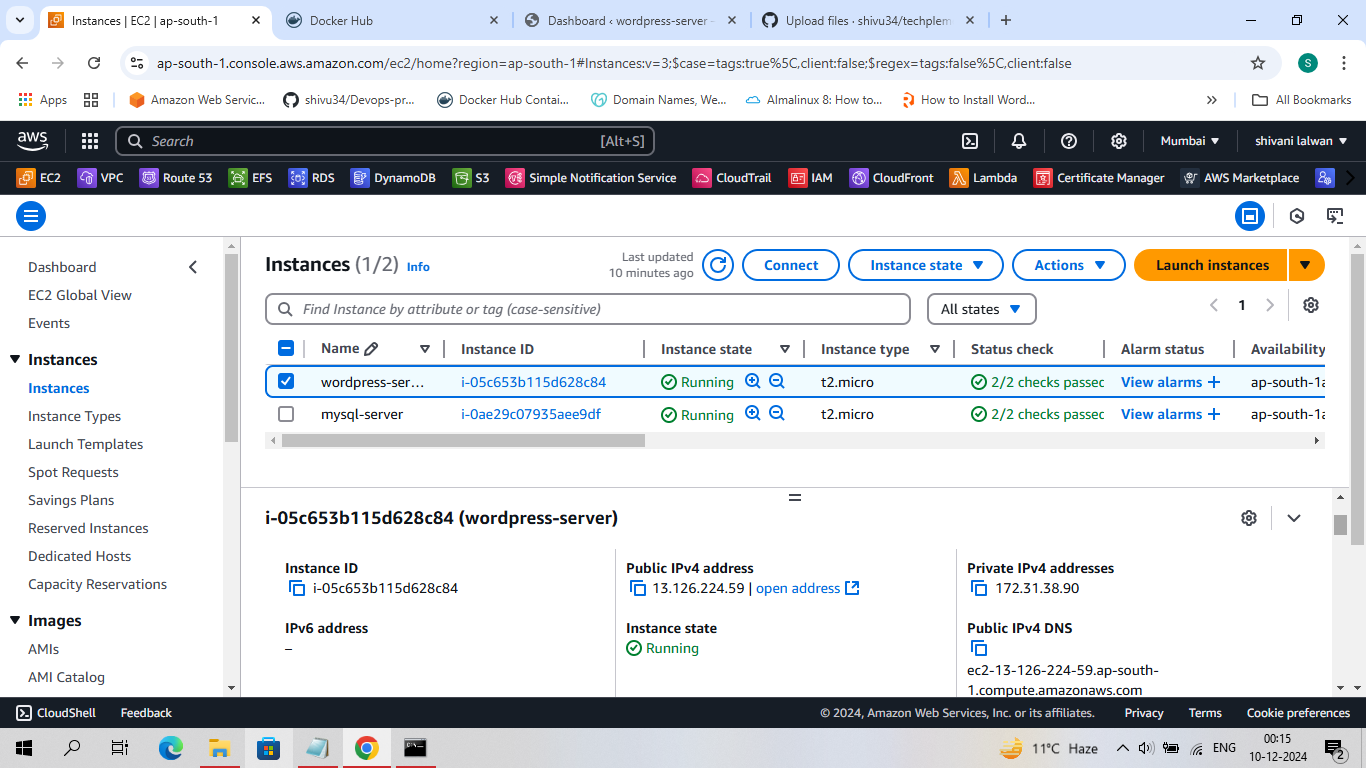 Instances | EC2 | ap-south-1
Docker Hub
Dashboard ‹ wordpress-server –
Upload files · shivu34/techplem
ap-south-1.console.aws.amazon.com/ec2/home?region=ap-south-1#Instances:v=3;$case=tags:true%5C,client:false;$regex=tags:false%5C,client:false
S
Apps
Amazon Web Servic...
shivu34/Devops-pr...
Docker Hub Contai...
Domain Names, We...
Almalinux 8: How to...
How to Install Wor...
All Bookmarks
aws
Search [Alt+S]
Mumbai
shivani lalwan
EC2
VPC
Route 53
EFS
RDS
DynamoDB
S3
Simple Notification Service
CloudTrail
IAM
CloudFront
Lambda
Certificate Manager
AWS Marketplace
Dashboard
EC2 Global View
Events
Instances
Instances
Instance Types
Launch Templates
Spot Requests
Savings Plans
Reserved Instances
Dedicated Hosts
Capacity Reservations
Images
AMIs
AMI Catalog
Instances (1/2) Info
Last updated
10 minutes ago
Connect
Instance state
Actions
Launch instances
Find Instance by attribute or tag (case-sensitive)
All states
1
Name Instance ID Instance state Instance type Status check Alarm status Availability
wordpress-ser... i-05c653b115d628c84 Running t2.micro 2/2 checks passec View alarms + ap-south-1a
mysql-server i-0ae29c07935aee9df Running t2.micro 2/2 checks passec View alarms + ap-south-1a
i-05c653b115d628c84 (wordpress-server)
Instance ID
i-05c653b115d628c84
IPv6 address
–
Public IPv4 address
13.126.224.59 | open address
Instance state
Running
Private IPv4 addresses
172.31.38.90
Public IPv4 DNS
ec2-13-126-224-59.ap-south-
1.compute.amazonaws.com
CloudShell
Feedback
© 2024, Amazon Web Services, Inc. or its affiliates.
Privacy
Terms
Cookie preferences
11°C Haze
ENG
00:15
10-12-2024
2